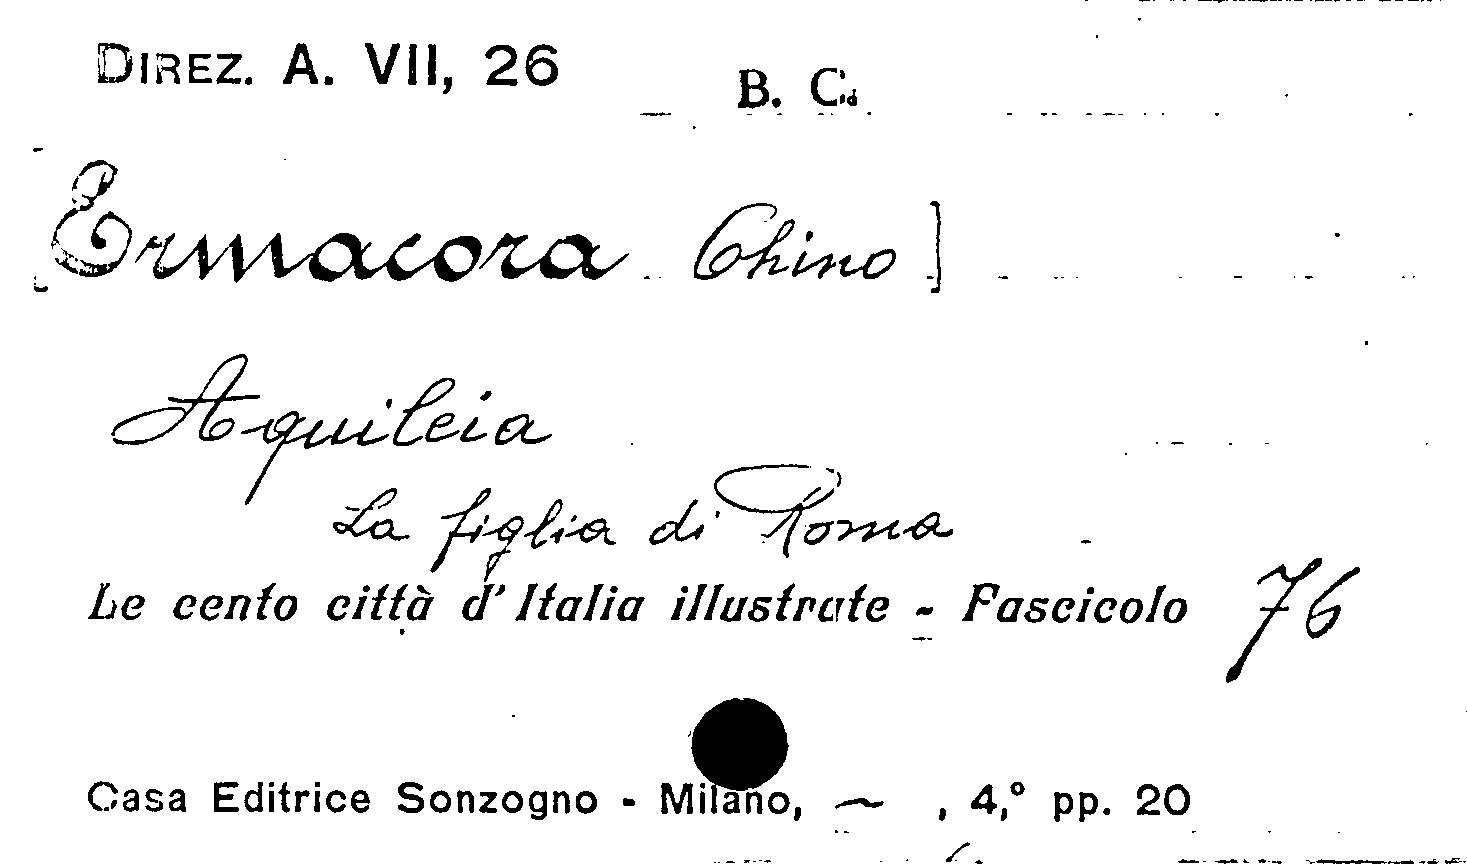 DIREZ. A. VII, 26
B. C.
[Ermacora Chino]
Aquileia
La figlia di Roma
Le cento città d'Italia illustrate - Fascicolo 76
Casa Editrice Sonzogno - Milano, ~ , 4,° pp. 20